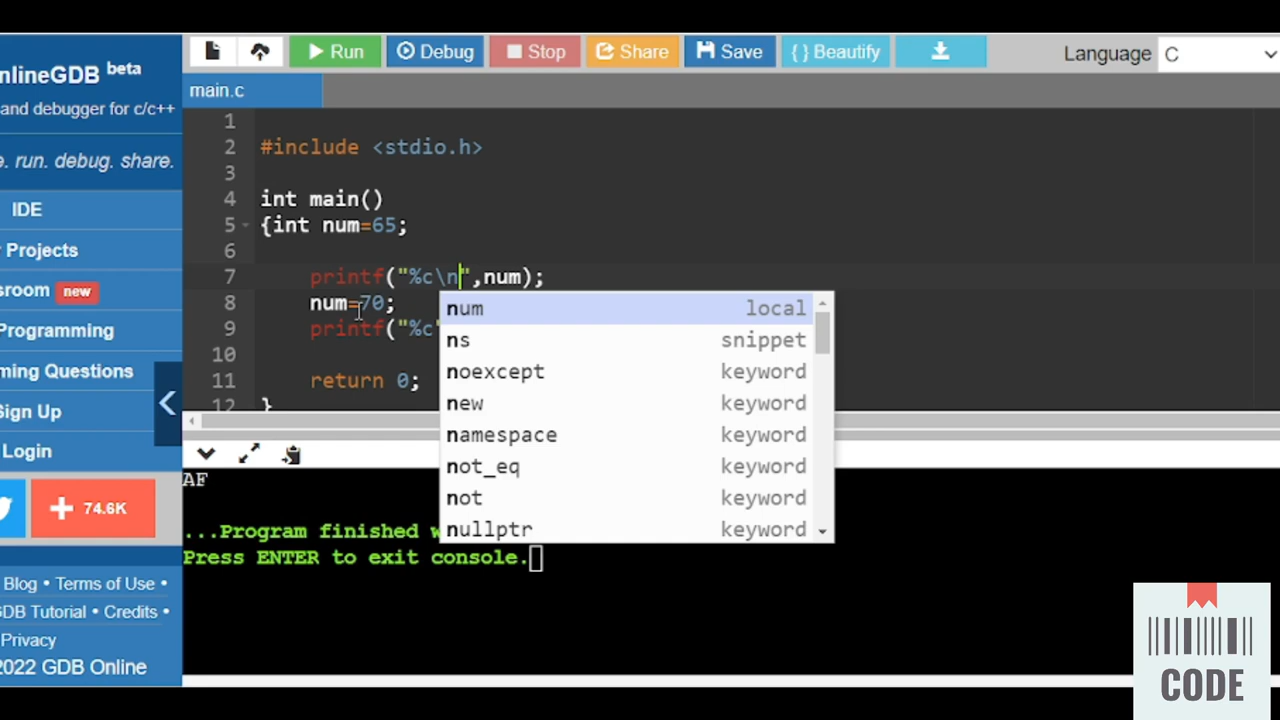 Run Debug Stop Share Save { } Beautify Language C
nlineGDB beta
and debugger for c/c++
e. run. debug. share.
IDE
Projects
sroom new
Programming
ming Questions
Sign Up
Login
+ 74.6K
Blog • Terms of Use •
DB Tutorial • Credits •
Privacy
2022 GDB Online
main.c
1
2 #include <stdio.h>
3
4 int main()
5 {int num=65;
6
7 printf("%c\n",num);
8 num=70;
9 printf("%c"
10
11 return 0;
12 }
num local
ns snippet
noexcept keyword
new keyword
namespace keyword
not_eq keyword
not keyword
nullptr keyword
AF
...Program finished w
Press ENTER to exit console.
CODE